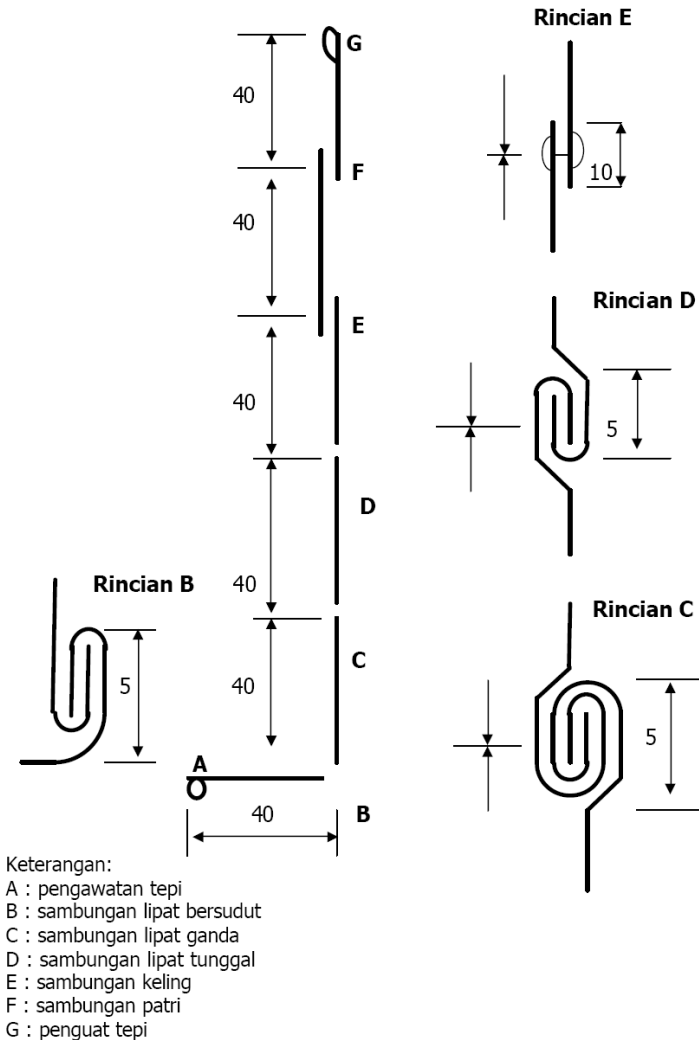 Rincian E
G
40
F
10
40
Rincian D
E
40
5
D
Rincian B
40
Rincian C
C
5
40
5
A
40
B
Keterangan:
A : pengawatan tepi
B : sambungan lipat bersudut
C : sambungan lipat ganda
D : sambungan lipat tunggal
E : sambungan keling
F : sambungan patri
G : penguat tepi